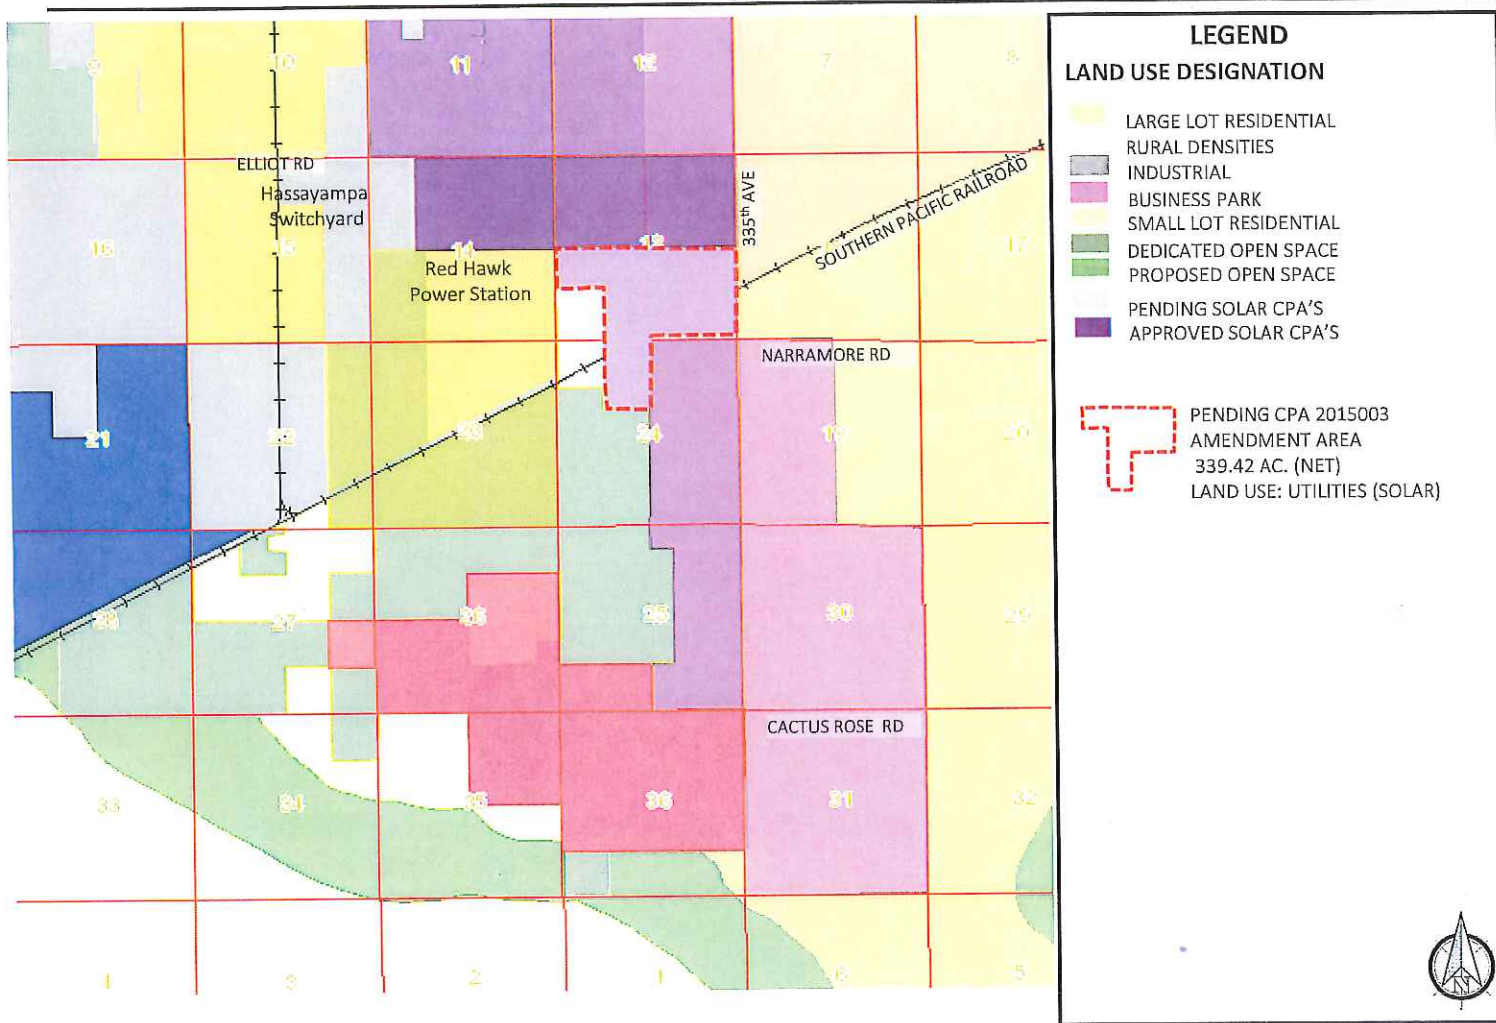 LEGEND
LAND USE DESIGNATION
LARGE LOT RESIDENTIAL
RURAL DENSITIES
INDUSTRIAL
BUSINESS PARK
SMALL LOT RESIDENTIAL
DEDICATED OPEN SPACE
PROPOSED OPEN SPACE
PENDING SOLAR CPA'S
APPROVED SOLAR CPA'S
PENDING CPA 2015003
AMENDMENT AREA
339.42 AC. (NET)
LAND USE: UTILITIES (SOLAR)
N
9
10
11
12
7
8
ELLIOT RD
Hassayampa
Switchyard
335th AVE
SOUTHERN PACIFIC RAILROAD
16
15
14
13
17
Red Hawk
Power Station
NARRAMORE RD
21
22
23
24
19
20
28
27
26
25
30
29
CACTUS ROSE RD
33
34
35
36
31
32
4
3
2
1
6
5